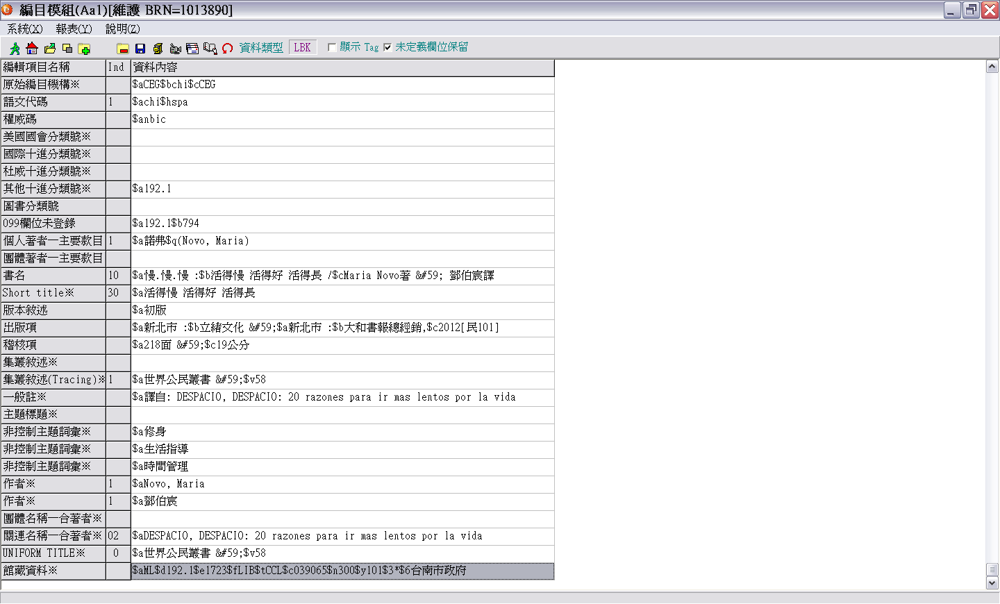 編目模組(Aa1)[維護 BRN=1013890]
系統(X) 報表(Y) 說明(Z)
資料類型 LBK 顯示 Tag 未定義欄位保留
編輯項目名稱 Ind 資料內容
原始編目機構※ $aCEG$bchi$cCEG
語文代碼 1 $achi$hspa
權威碼 $anbic
美國國會分類號※
國際十進分類號※
杜威十進分類號※
其他十進分類號※ $a192.1
圖書分類號
099欄位未登錄 $a192.1$b794
個人著者—主要款目 1 $a諾弗$q(Novo, Maria)
團體著者—主要款目
書名 10 $a慢.慢.慢 :$b活得慢 活得好 活得長 /$cMaria Novo著 &#59; 鄧伯宸譯
Short title※ 30 $a活得慢 活得好 活得長
版本敘述 $a初版
出版項 $a新北市 :$b立緒文化 &#59;$a新北市 :$b大和書報總經銷,$c2012[民101]
稽核項 $a218面 &#59;$c19公分
集叢敘述※
集叢敘述(Tracing)※ 1 $a世界公民叢書 &#59;$v58
一般註※ $a譯自: DESPACIO, DESPACIO: 20 razones para ir mas lentos por la vida
主題標題※
非控制主題詞彙※ $a修身
非控制主題詞彙※ $a生活指導
非控制主題詞彙※ $a時間管理
作者※ 1 $aNovo, Maria
作者※ 1 $a鄧伯宸
團體名稱—合著者※
關連名稱—合著者※ 02 $aDESPACIO, DESPACIO: 20 razones para ir mas lentos por la vida
UNIFORM TITLE※ 0 $a世界公民叢書 &#59;$v58
館藏資料※ $aML$d192.1$e1723$fLIB$tCCL$c039065$n300$y101$3*$6台南市政府